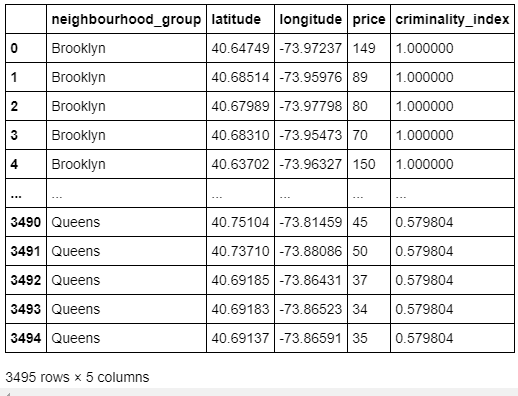 neighbourhood_group latitude longitude price criminality_index
0 Brooklyn 40.64749 -73.97237 149 1.000000
1 Brooklyn 40.68514 -73.95976 89 1.000000
2 Brooklyn 40.67989 -73.97798 80 1.000000
3 Brooklyn 40.68310 -73.95473 70 1.000000
4 Brooklyn 40.63702 -73.96327 150 1.000000
... ... ... ... ... ...
3490 Queens 40.75104 -73.81459 45 0.579804
3491 Queens 40.73710 -73.88086 50 0.579804
3492 Queens 40.69185 -73.86431 37 0.579804
3493 Queens 40.69183 -73.86523 34 0.579804
3494 Queens 40.69137 -73.86591 35 0.579804
3495 rows × 5 columns